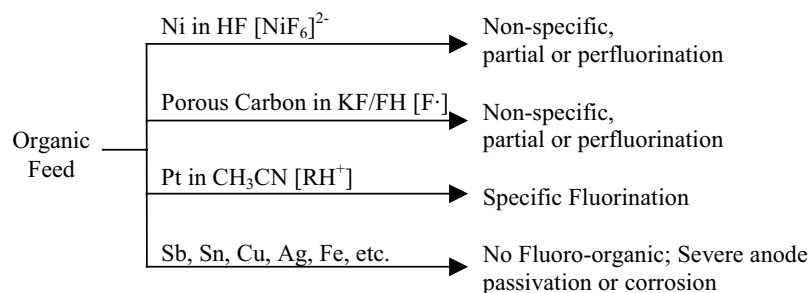 Ni in HF [NiF₆]²⁻
Non-specific,
partial or perfluorination
Porous Carbon in KF/FH [F·]
Non-specific,
partial or perfluorination
Organic
Feed
Pt in CH₃CN [RH⁺]
Specific Fluorination
Sb, Sn, Cu, Ag, Fe, etc.
No Fluoro-organic; Severe anode
passivation or corrosion